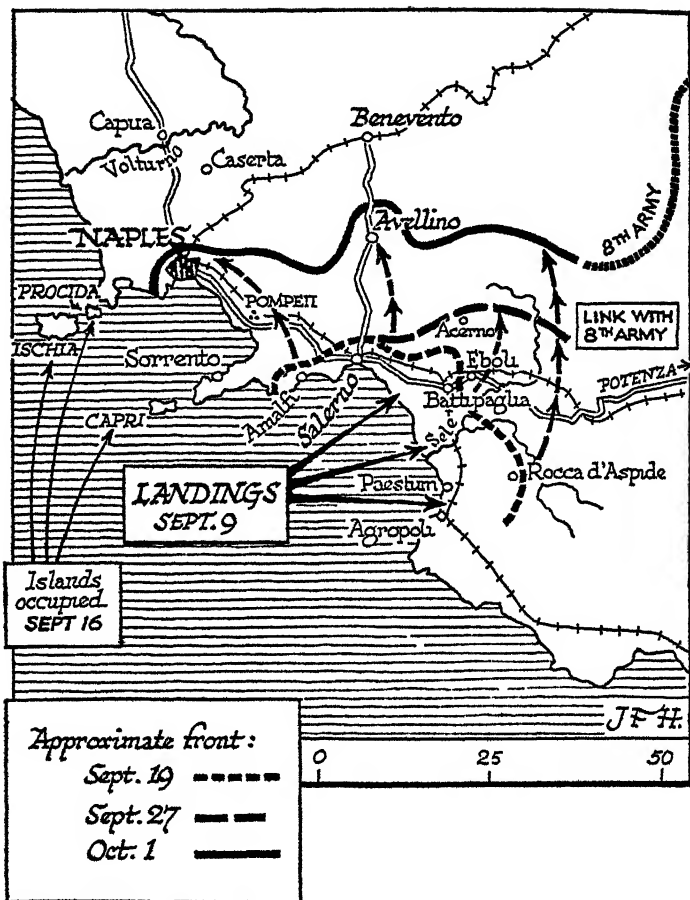 Capua
Volturno
Caserta
Benevento
NAPLES
Avellino
8TH ARMY
PROCIDA
POMPEII
Acerno
LINK WITH
8TH ARMY
ISCHIA
Sorrento
Eboli
POTENZA
CAPRI
Amalfi
Salerno
Battipaglia
Sele
LANDINGS
SEPT. 9
Paestum
Rocca d'Aspide
Agropoli
Islands
occupied
SEPT 16
J F H.
Approximate front:
Sept. 19
Sept. 27
Oct. 1
0 25 50